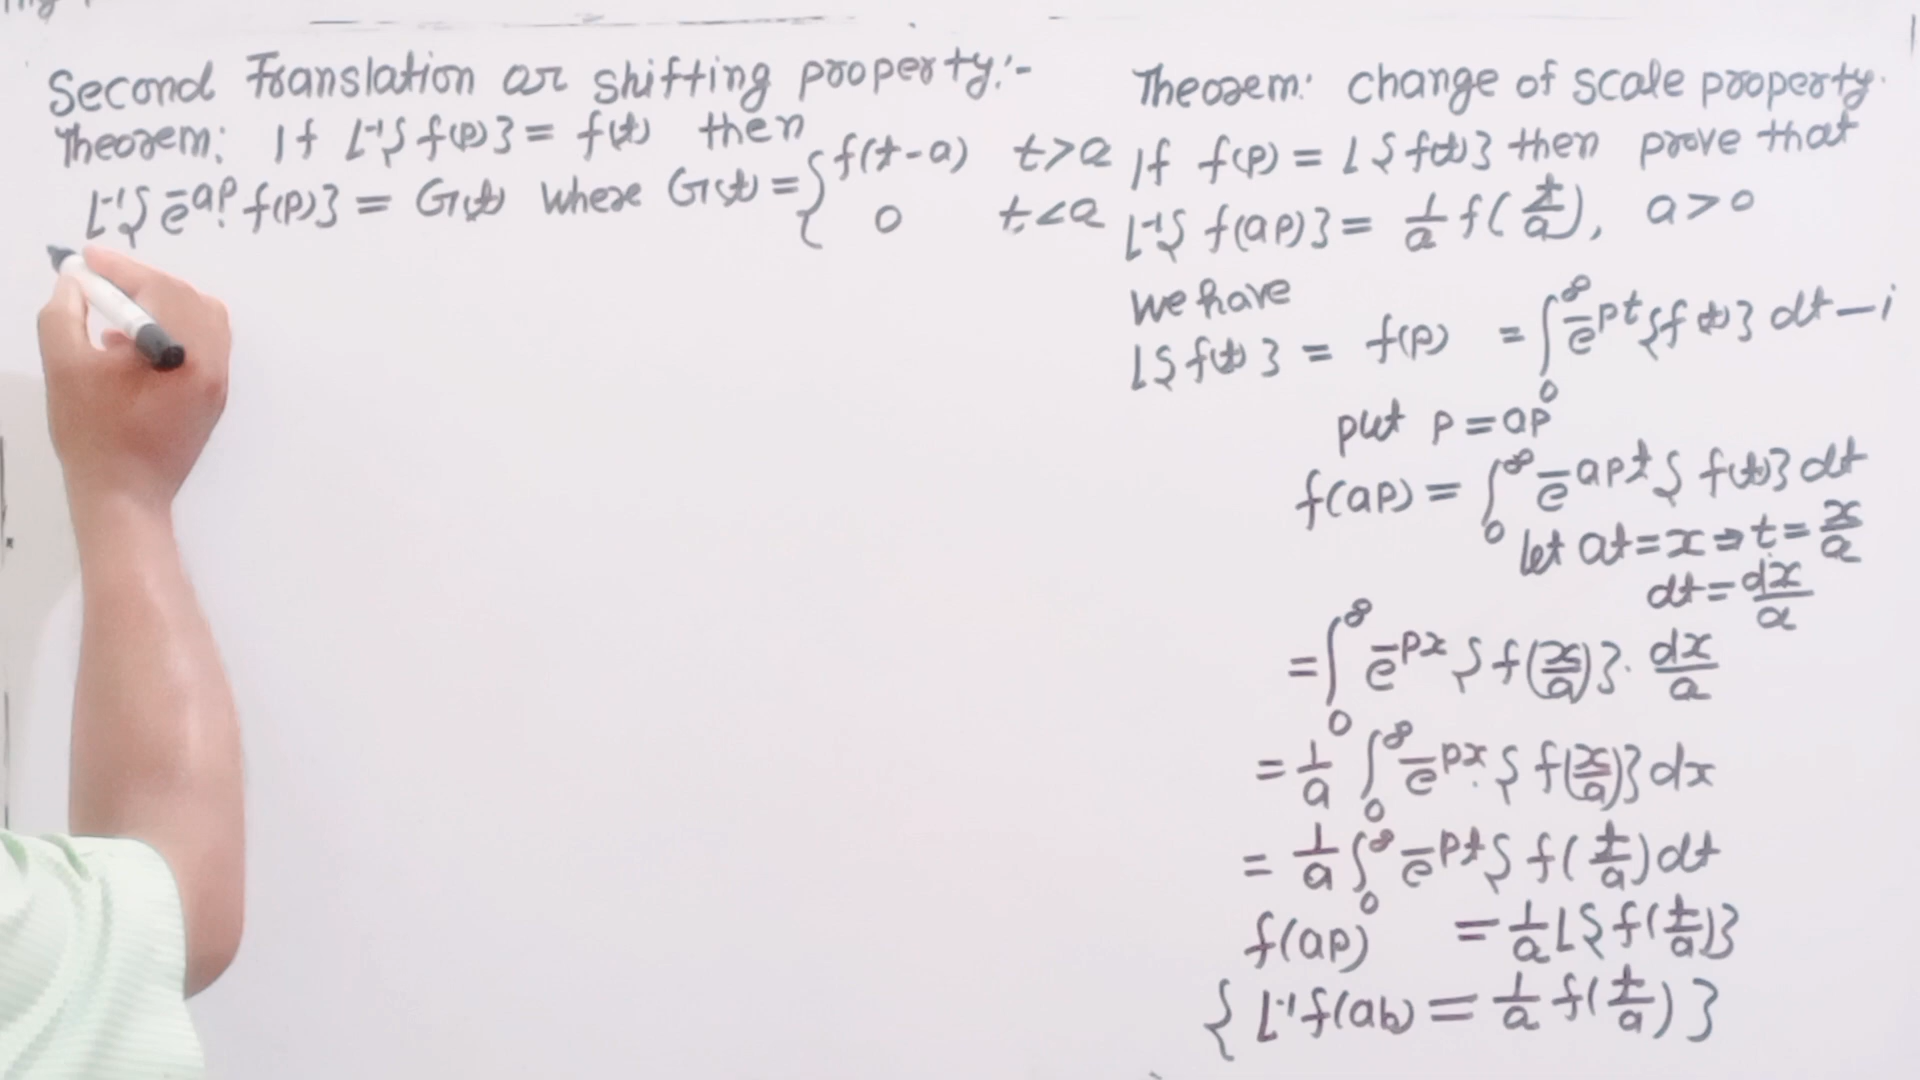 Second Translation or shifting property:-
Theorem: If L⁻¹{f(p)} = f(t) then
L⁻¹{e^-ap f(p)} = G(t) where G(t) = { f(t-a) t>a
0 t<a
Theorem: change of scale property.
If f(p) = L{f(t)} then prove that
L⁻¹{f(ap)} = 1/a f(t/a), a>0
we have
L{f(t)} = f(p) = ∫₀^∞ e^-pt {f(t)} dt — i
put p = ap
f(ap) = ∫₀^∞ e^-apt {f(t)} dt
let at = x ⇒ t = x/a
dt = dx/a
= ∫₀^∞ e^-px {f(x/a)}. dx/a
= 1/a ∫₀^∞ e^-px {f(x/a)} dx
= 1/a ∫₀^∞ e^-pt {f(t/a) dt
f(ap) = 1/a L{f(t/a)}
{L⁻¹f(ab) = 1/a f(t/a)}